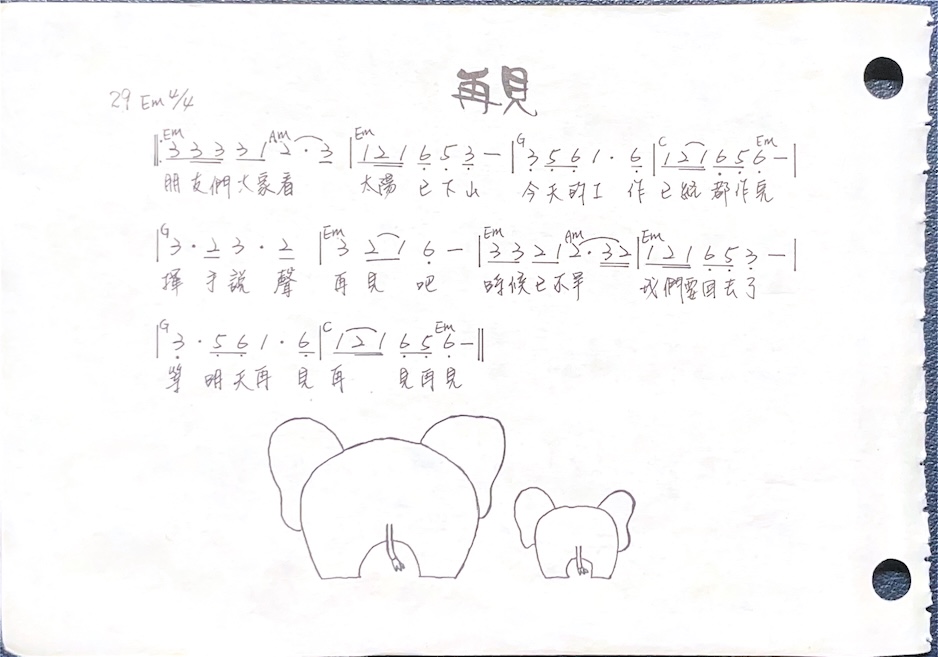 再見
29 Em 4/4
Em Am Em G C Em
‖: 3 3 3 3 1 2 · 3 | 1 2 1 6 5 3 – | 3 5 6 1 · 6 | 1 2 1 6 5 6 – |
朋友們大家看 太陽已下山 今天的工作已經都作完
G Em Em Am Em
| 3 · 2 3 · 2 | 3 2 1 6 – | 3 3 2 1 2 · 3 2 | 1 2 1 6 5 3 – |
揮手說聲再見吧 時候已不早 我們要回去了
G C Em
| 3 · 5 6 1 · 6 | 1 2 1 6 5 6 – ‖
等明天再見再見再見